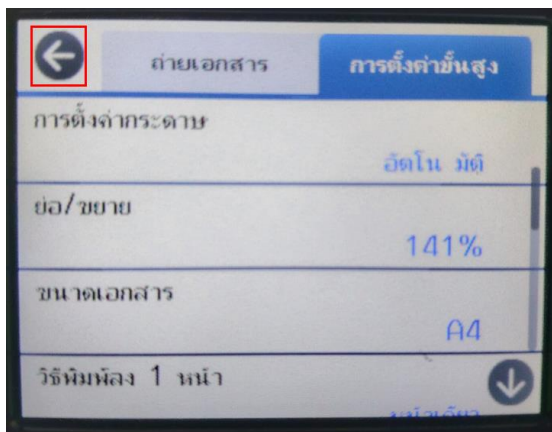 ถ่ายเอกสาร
การตั้งค่าขั้นสูง
การตั้งค่ากระดาษ
อัตโน มัติ
ย่อ/ขยาย
141%
ขนาดเอกสาร
A4
วิธีพิมพ์ลง 1 หน้า